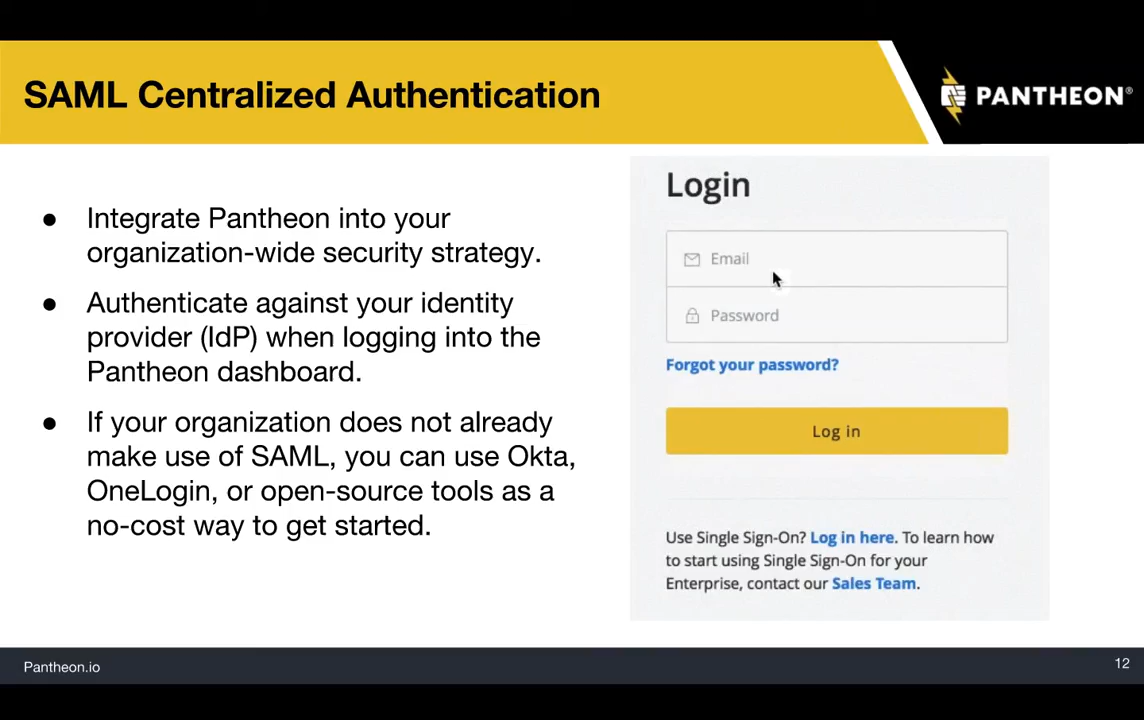 SAML Centralized Authentication
PANTHEON®
● Integrate Pantheon into your
organization-wide security strategy.
● Authenticate against your identity
provider (IdP) when logging into the
Pantheon dashboard.
● If your organization does not already
make use of SAML, you can use Okta,
OneLogin, or open-source tools as a
no-cost way to get started.
Login
Email
Password
Forgot your password?
Log in
Use Single Sign-On? Log in here. To learn how
to start using Single Sign-On for your
Enterprise, contact our Sales Team.
Pantheon.io
12